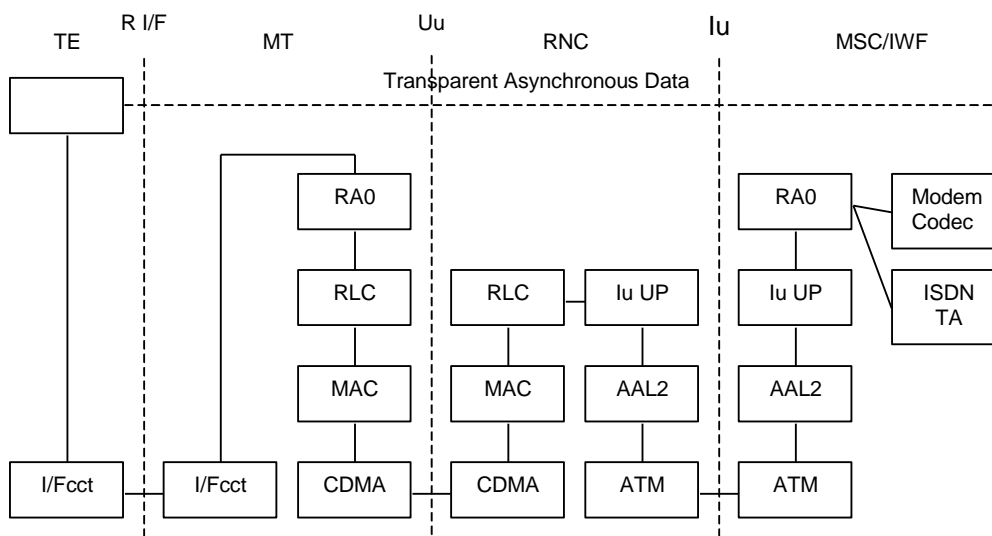 R I/F
Uu
Iu
TE
MT
RNC
MSC/IWF
Transparent Asynchronous Data
RA0
RA0
Modem
Codec
RLC
RLC
Iu UP
Iu UP
ISDN
TA
MAC
MAC
AAL2
AAL2
I/Fcct
I/Fcct
CDMA
CDMA
ATM
ATM